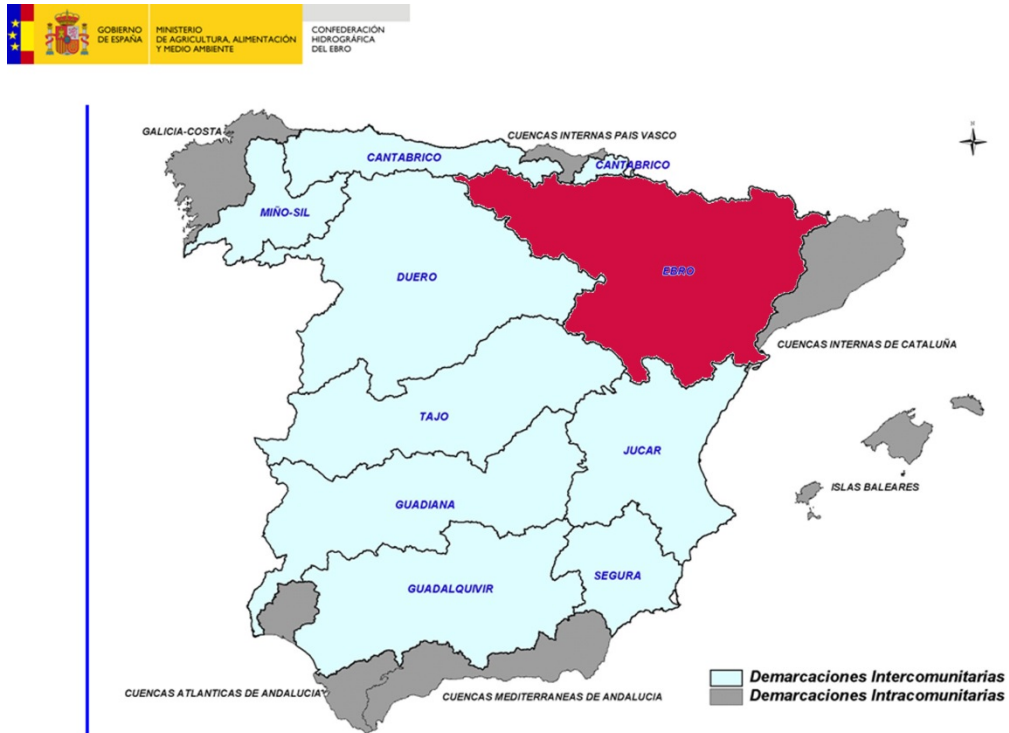 GOBIERNO
DE ESPAÑA
MINISTERIO
DE AGRICULTURA, ALIMENTACIÓN
Y MEDIO AMBIENTE
CONFEDERACIÓN
HIDROGRÁFICA
DEL EBRO
GALICIA-COSTA
CUENCAS INTERNAS PAIS VASCO
N
CANTABRICO
CANTABRICO
MIÑO-SIL
DUERO
EBRO
CUENCAS INTERNAS DE CATALUÑA
TAJO
JUCAR
ISLAS BALEARES
GUADIANA
SEGURA
GUADALQUIVIR
CUENCAS ATLANTICAS DE ANDALUCIA
CUENCAS MEDITERRANEAS DE ANDALUCIA
Demarcaciones Intercomunitarias
Demarcaciones Intracomunitarias